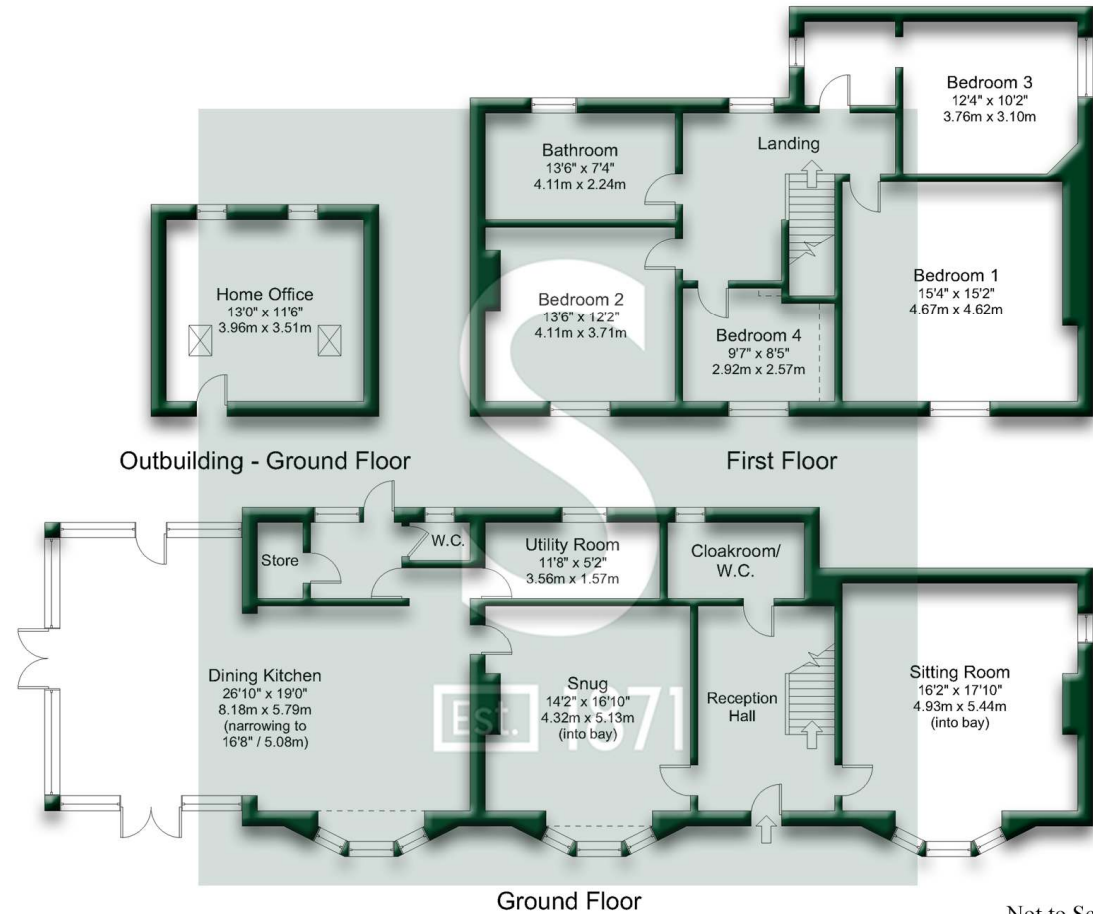 Bedroom 3
12'4" x 10'2"
3.76m x 3.10m
Bathroom
13'6" x 7'4"
4.11m x 2.24m
Landing
Home Office
13'0" x 11'6"
3.96m x 3.51m
Bedroom 2
13'6" x 12'2"
4.11m x 3.71m
Bedroom 1
15'4" x 15'2"
4.67m x 4.62m
Bedroom 4
9'7" x 8'5"
2.92m x 2.57m
S
Outbuilding - Ground Floor
First Floor
Store
W.C.
Utility Room
11'8" x 5'2"
3.56m x 1.57m
Cloakroom/
W.C.
Dining Kitchen
26'10" x 19'0"
8.18m x 5.79m
(narrowing to
16'8" / 5.08m)
Snug
14'2" x 16'10"
4.32m x 5.13m
(into bay)
Reception
Hall
Sitting Room
16'2" x 17'10"
4.93m x 5.44m
(into bay)
Est. 1871
Ground Floor
Not to Sc